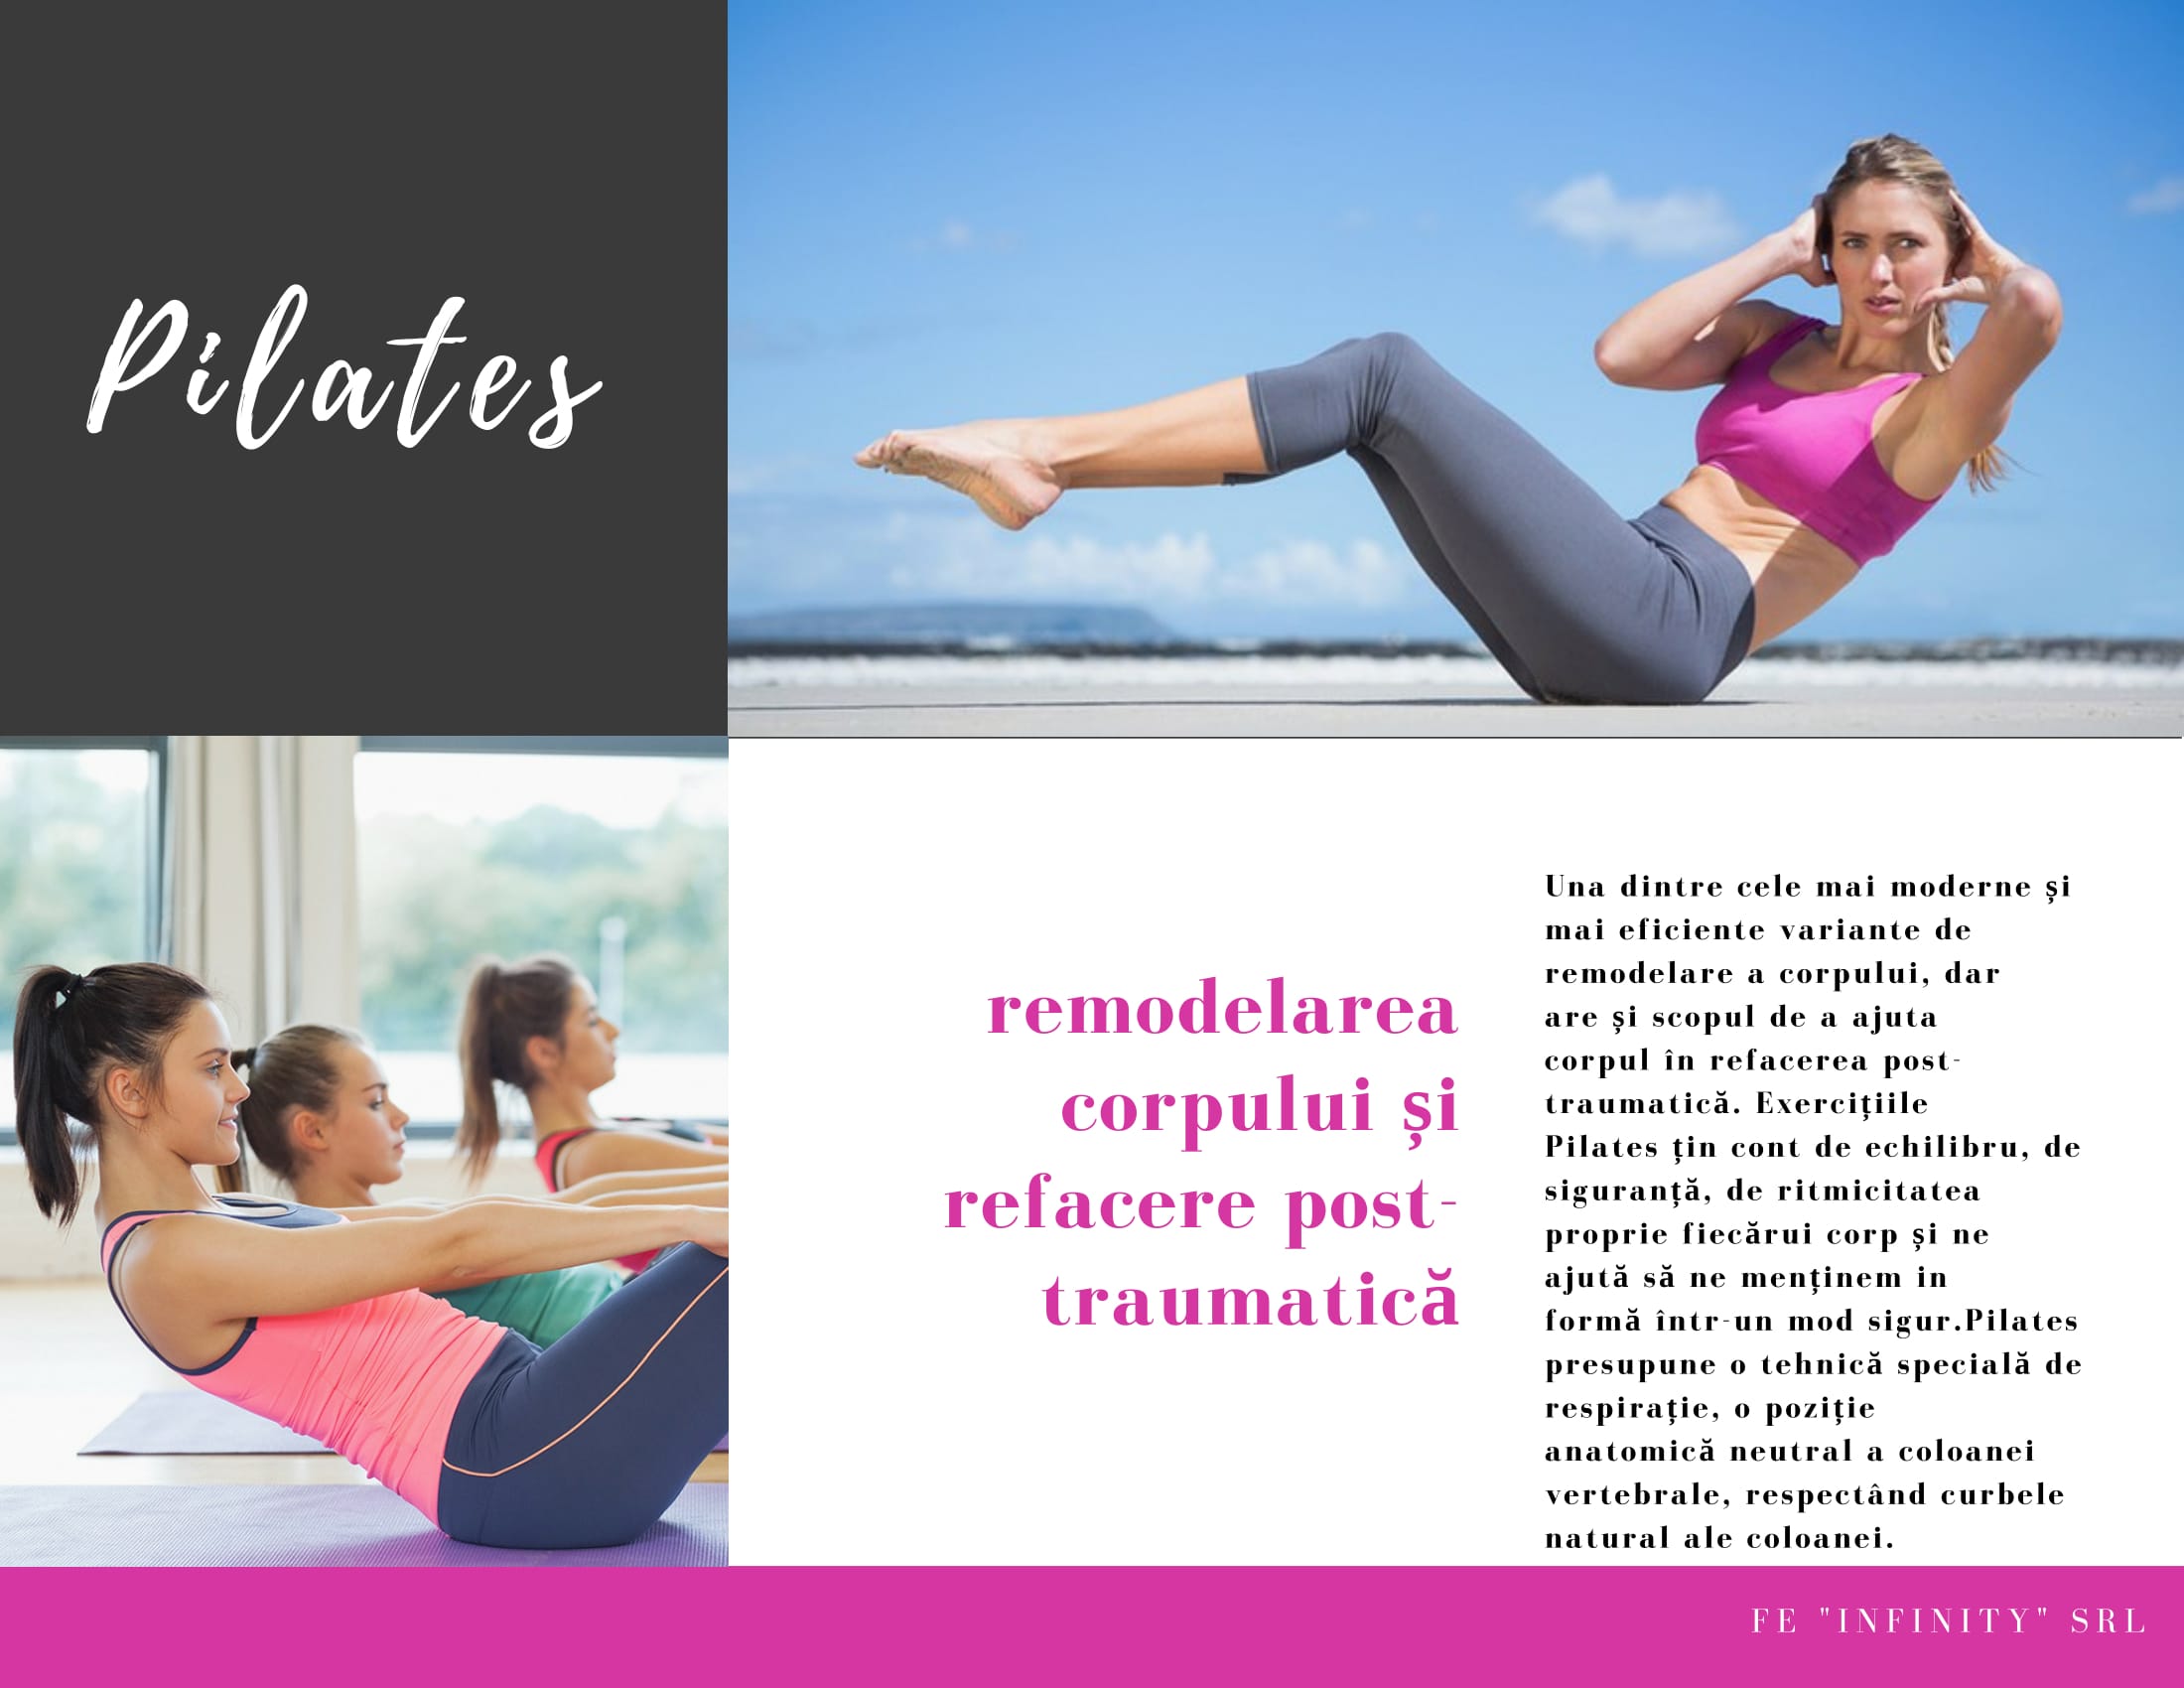 Pilates
remodelarea
corpului și
refacere post-
traumatică
Una dintre cele mai moderne și
mai eficiente variante de
remodelare a corpului, dar
are și scopul de a ajuta
corpul în refacerea post-
traumatică. Exercițiile
Pilates țin cont de echilibru, de
siguranță, de ritmicitatea
proprie fiecărui corp și ne
ajută să ne menținem in
formă într-un mod sigur.Pilates
presupune o tehnică specială de
respirație, o poziție
anatomică neutral a coloanei
vertebrale, respectând curbele
natural ale coloanei.
FE "INFINITY" SRL